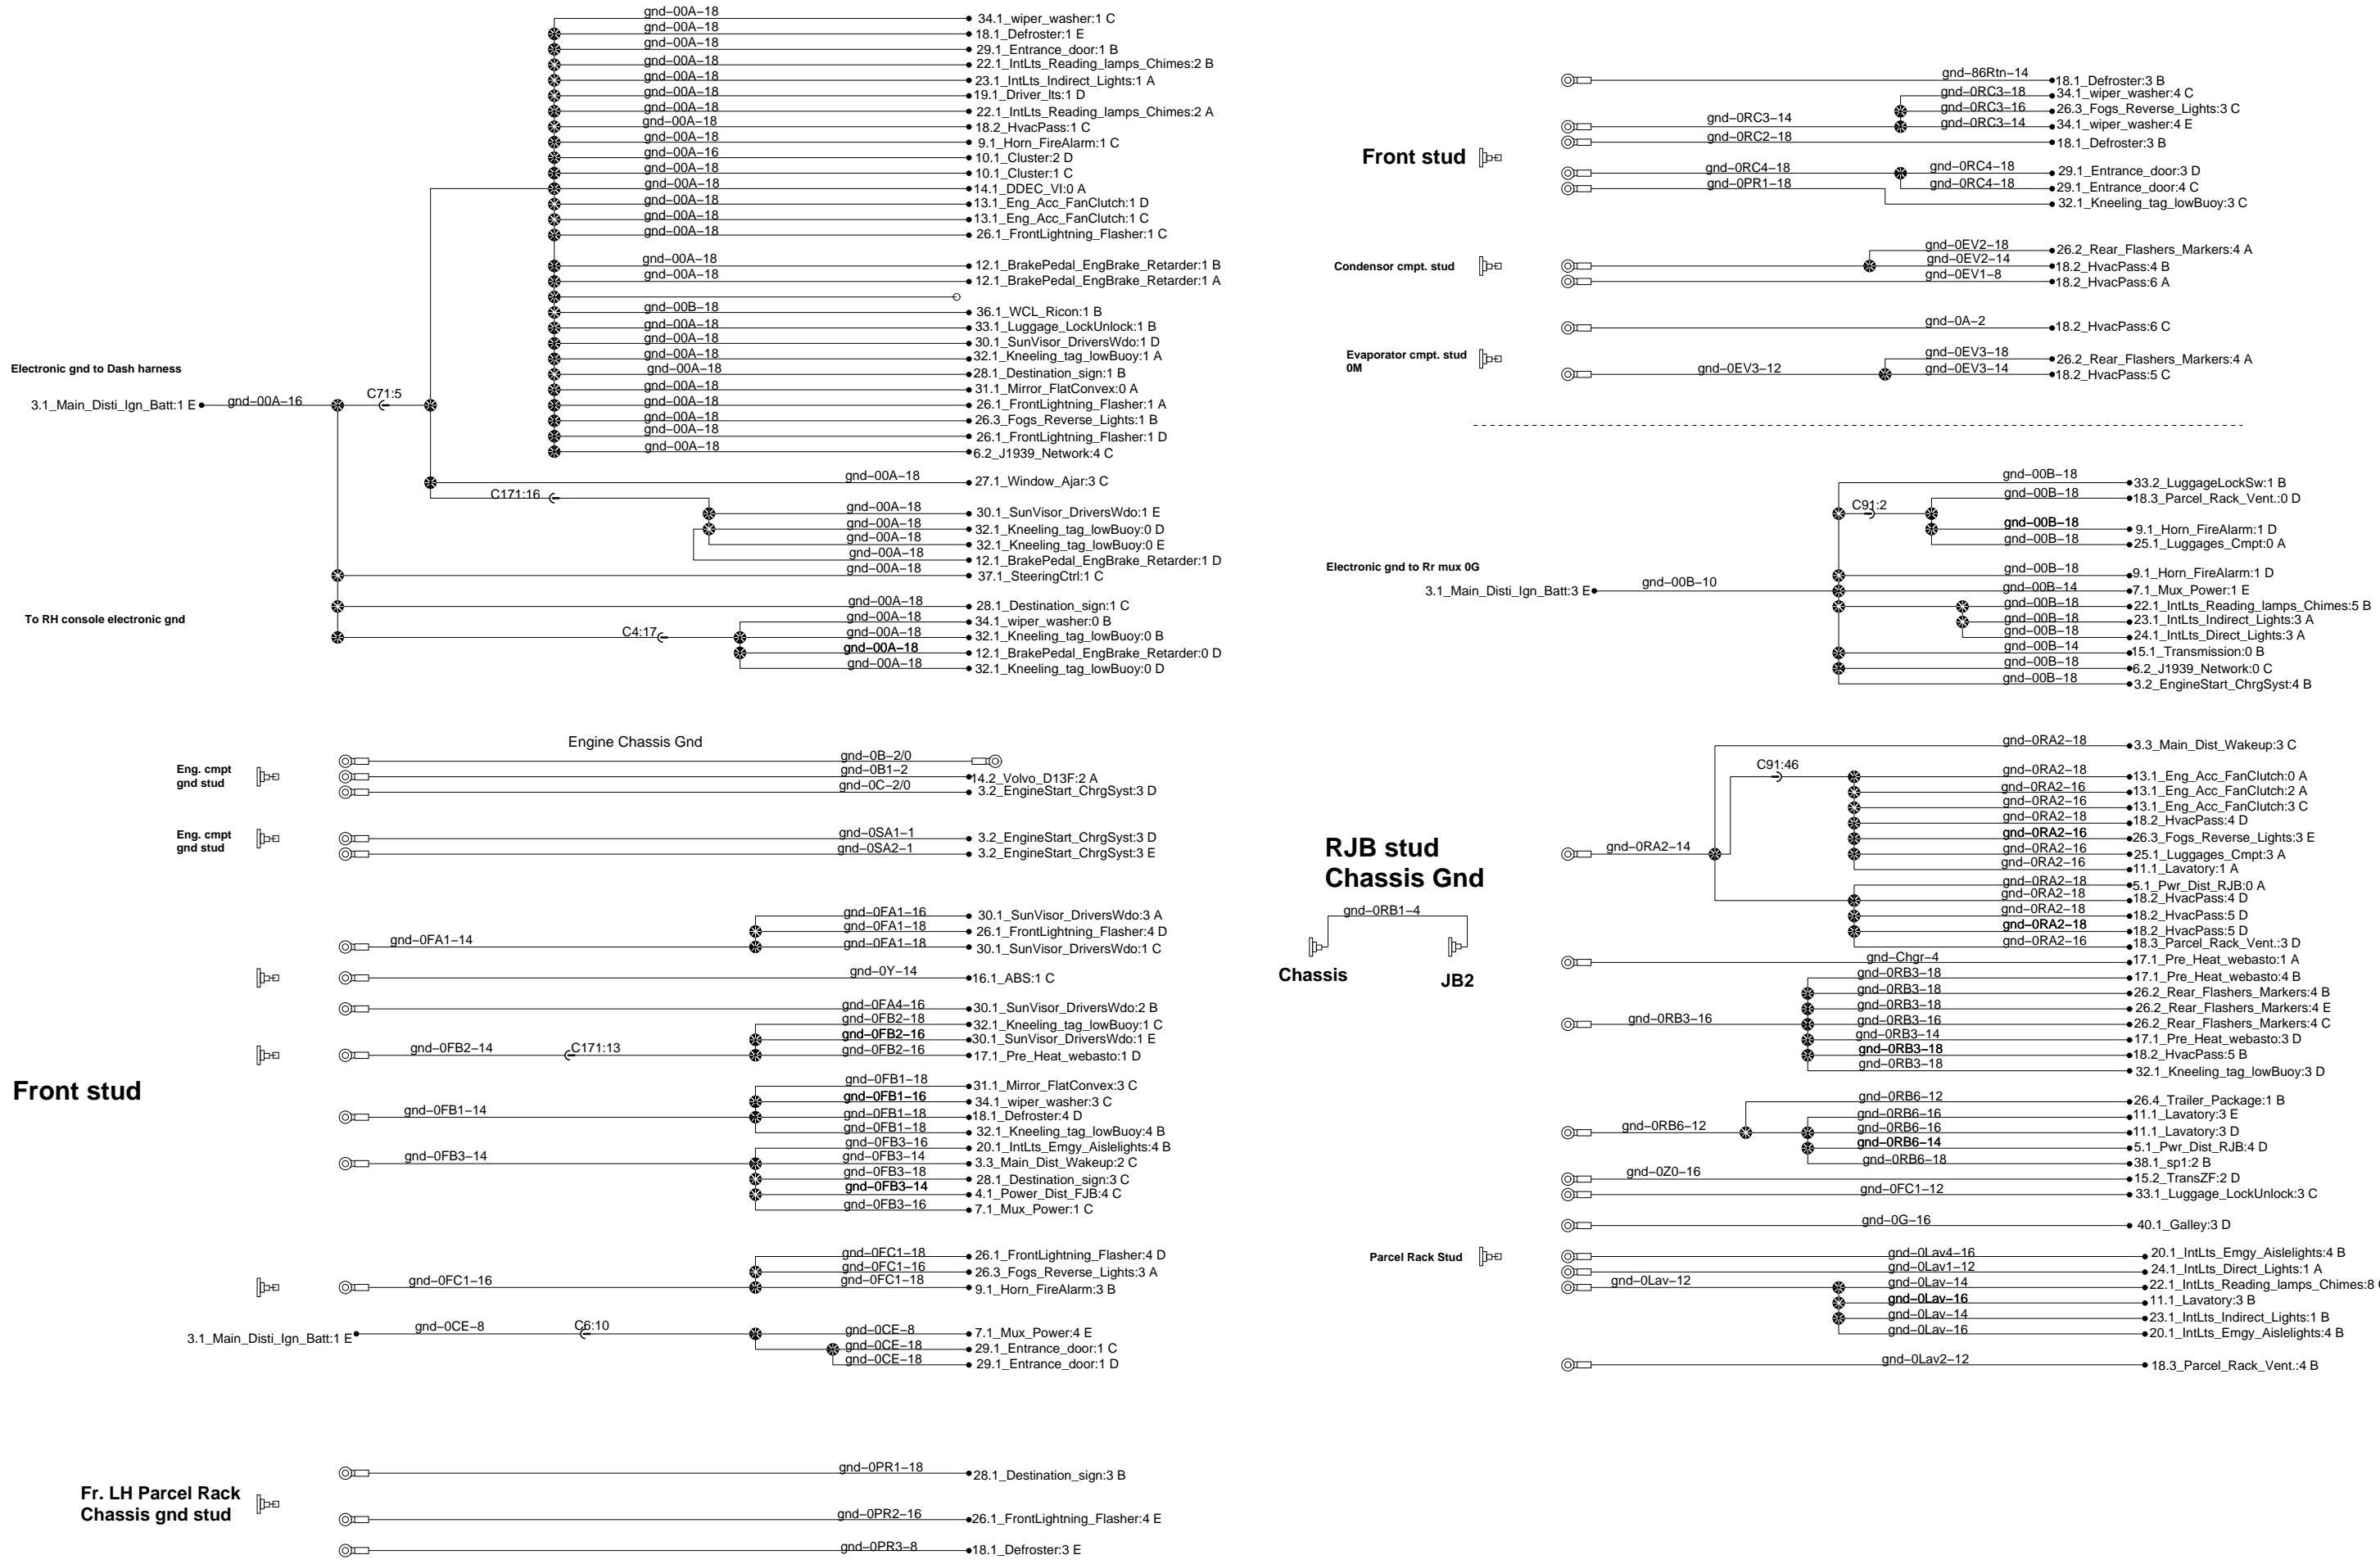 gnd-00A-18 34.1_wiper_washer:1 C
gnd-00A-18 18.1_Defroster:1 E
gnd-00A-18 29.1_Entrance_door:1 B
gnd-00A-18 22.1_IntLts_Reading_lamps_Chimes:2 B
gnd-00A-18 23.1_IntLts_Indirect_Lights:1 A
gnd-00A-18 19.1_Driver_lts:1 D
gnd-00A-18 22.1_IntLts_Reading_lamps_Chimes:2 A
gnd-00A-18 18.2_HvacPass:1 C
gnd-00A-18 9.1_Horn_FireAlarm:1 C
gnd-00A-16 10.1_Cluster:2 D
gnd-00A-18 10.1_Cluster:1 C
gnd-00A-18 14.1_DDEC_VI:0 A
gnd-00A-18 13.1_Eng_Acc_FanClutch:1 D
gnd-00A-18 13.1_Eng_Acc_FanClutch:1 C
gnd-00A-18 26.1_FrontLightning_Flasher:1 C
gnd-00A-18 12.1_BrakePedal_EngBrake_Retarder:1 B
gnd-00A-18 12.1_BrakePedal_EngBrake_Retarder:1 A
gnd-00B-18 36.1_WCL_Ricon:1 B
gnd-00A-18 33.1_Luggage_LockUnlock:1 B
gnd-00A-18 30.1_SunVisor_DriversWdo:1 D
gnd-00A-18 32.1_Kneeling_tag_lowBuoy:1 A
gnd-00A-18 28.1_Destination_sign:1 B
gnd-00A-18 31.1_Mirror_FlatConvex:0 A
gnd-00A-18 26.1_FrontLightning_Flasher:1 A
gnd-00A-18 26.3_Fogs_Reverse_Lights:1 B
gnd-00A-18 26.1_FrontLightning_Flasher:1 D
gnd-00A-18 6.2_J1939_Network:4 C
Electronic gnd to Dash harness
3.1_Main_Disti_Ign_Batt:1 E gnd-00A-16 C71:5
gnd-00A-18 27.1_Window_Ajar:3 C
C171:16
gnd-00A-18 30.1_SunVisor_DriversWdo:1 E
gnd-00A-18 32.1_Kneeling_tag_lowBuoy:0 D
gnd-00A-18 32.1_Kneeling_tag_lowBuoy:0 E
gnd-00A-18 12.1_BrakePedal_EngBrake_Retarder:1 D
gnd-00A-18 37.1_SteeringCtrl:1 C
To RH console electronic gnd
gnd-00A-18 28.1_Destination_sign:1 C
gnd-00A-18 34.1_wiper_washer:0 B
C4:17 gnd-00A-18 32.1_Kneeling_tag_lowBuoy:0 B
gnd-00A-18 12.1_BrakePedal_EngBrake_Retarder:0 D
gnd-00A-18 32.1_Kneeling_tag_lowBuoy:0 D
Engine Chassis Gnd
Eng. cmpt
gnd stud
gnd-0B-2/0
gnd-0B1-2 14.2_Volvo_D13F:2 A
gnd-0C-2/0 3.2_EngineStart_ChrgSyst:3 D
Eng. cmpt
gnd stud
gnd-0SA1-1 3.2_EngineStart_ChrgSyst:3 D
gnd-0SA2-1 3.2_EngineStart_ChrgSyst:3 E
Front stud
gnd-0FA1-16 30.1_SunVisor_DriversWdo:3 A
gnd-0FA1-18 26.1_FrontLightning_Flasher:4 D
gnd-0FA1-14 gnd-0FA1-18 30.1_SunVisor_DriversWdo:1 C
gnd-0Y-14 16.1_ABS:1 C
gnd-0FA4-16 30.1_SunVisor_DriversWdo:2 B
gnd-0FB2-18 32.1_Kneeling_tag_lowBuoy:1 C
gnd-0FB2-16 30.1_SunVisor_DriversWdo:1 E
gnd-0FB2-14 C171:13 gnd-0FB2-16 17.1_Pre_Heat_webasto:1 D
gnd-0FB1-18 31.1_Mirror_FlatConvex:3 C
gnd-0FB1-16 34.1_wiper_washer:3 C
gnd-0FB1-14 gnd-0FB1-18 18.1_Defroster:4 D
gnd-0FB1-18 32.1_Kneeling_tag_lowBuoy:4 B
gnd-0FB3-16 20.1_IntLts_Emgy_Aislelights:4 B
gnd-0FB3-14 gnd-0FB3-14 3.3_Main_Dist_Wakeup:2 C
gnd-0FB3-18 28.1_Destination_sign:3 C
gnd-0FB3-14 4.1_Power_Dist_FJB:4 C
gnd-0FB3-16 7.1_Mux_Power:1 C
gnd-0FC1-18 26.1_FrontLightning_Flasher:4 D
gnd-0FC1-16 26.3_Fogs_Reverse_Lights:3 A
gnd-0FC1-16 gnd-0FC1-18 9.1_Horn_FireAlarm:3 B
3.1_Main_Disti_Ign_Batt:1 E gnd-0CE-8 C6:10 gnd-0CE-8 7.1_Mux_Power:4 E
gnd-0CE-18 29.1_Entrance_door:1 C
gnd-0CE-18 29.1_Entrance_door:1 D
Fr. LH Parcel Rack
Chassis gnd stud
gnd-0PR1-18 28.1_Destination_sign:3 B
gnd-0PR2-16 26.1_FrontLightning_Flasher:4 E
gnd-0PR3-8 18.1_Defroster:3 E
Front stud
gnd-86Rtn-14 18.1_Defroster:3 B
gnd-0RC3-18 34.1_wiper_washer:4 C
gnd-0RC3-16 26.3_Fogs_Reverse_Lights:3 C
gnd-0RC3-14 gnd-0RC3-14 34.1_wiper_washer:4 E
gnd-0RC2-18 18.1_Defroster:3 B
gnd-0RC4-18 gnd-0RC4-18 29.1_Entrance_door:3 D
gnd-0PR1-18 gnd-0RC4-18 29.1_Entrance_door:4 C
32.1_Kneeling_tag_lowBuoy:3 C
Condensor cmpt. stud
gnd-0EV2-18 26.2_Rear_Flashers_Markers:4 A
gnd-0EV2-14 18.2_HvacPass:4 B
gnd-0EV1-8 18.2_HvacPass:6 A
gnd-0A-2 18.2_HvacPass:6 C
Evaporator cmpt. stud
0M
gnd-0EV3-18 26.2_Rear_Flashers_Markers:4 A
gnd-0EV3-12 gnd-0EV3-14 18.2_HvacPass:5 C
gnd-00B-18 33.2_LuggageLockSw:1 B
C91:2 gnd-00B-18 18.3_Parcel_Rack_Vent.:0 D
gnd-00B-18 9.1_Horn_FireAlarm:1 D
gnd-00B-18 25.1_Luggages_Cmpt:0 A
Electronic gnd to Rr mux 0G
gnd-00B-18 9.1_Horn_FireAlarm:1 D
3.1_Main_Disti_Ign_Batt:3 E gnd-00B-10 gnd-00B-14 7.1_Mux_Power:1 E
gnd-00B-18 22.1_IntLts_Reading_lamps_Chimes:5 B
gnd-00B-18 23.1_IntLts_Indirect_Lights:3 A
gnd-00B-18 24.1_IntLts_Direct_Lights:3 A
gnd-00B-14 15.1_Transmission:0 B
gnd-00B-18 6.2_J1939_Network:0 C
gnd-00B-18 3.2_EngineStart_ChrgSyst:4 B
RJB stud
Chassis Gnd
gnd-0RB1-4
Chassis JB2
gnd-0RA2-18 3.3_Main_Dist_Wakeup:3 C
C91:46 gnd-0RA2-18 13.1_Eng_Acc_FanClutch:0 A
gnd-0RA2-16 13.1_Eng_Acc_FanClutch:2 A
gnd-0RA2-16 13.1_Eng_Acc_FanClutch:3 C
gnd-0RA2-18 18.2_HvacPass:4 D
gnd-0RA2-16 26.3_Fogs_Reverse_Lights:3 E
gnd-0RA2-14 gnd-0RA2-16 25.1_Luggages_Cmpt:3 A
gnd-0RA2-16 11.1_Lavatory:1 A
gnd-0RA2-18 5.1_Pwr_Dist_RJB:0 A
gnd-0RA2-18 18.2_HvacPass:4 D
gnd-0RA2-18 18.2_HvacPass:5 D
gnd-0RA2-18 18.2_HvacPass:5 D
gnd-0RA2-16 18.3_Parcel_Rack_Vent.:3 D
gnd-Chgr-4 17.1_Pre_Heat_webasto:1 A
gnd-0RB3-18 17.1_Pre_Heat_webasto:4 B
gnd-0RB3-18 26.2_Rear_Flashers_Markers:4 B
gnd-0RB3-18 26.2_Rear_Flashers_Markers:4 E
gnd-0RB3-16 gnd-0RB3-16 26.2_Rear_Flashers_Markers:4 C
gnd-0RB3-14 17.1_Pre_Heat_webasto:3 D
gnd-0RB3-18 18.2_HvacPass:5 B
gnd-0RB3-18 32.1_Kneeling_tag_lowBuoy:3 D
gnd-0RB6-12 26.4_Trailer_Package:1 B
gnd-0RB6-16 11.1_Lavatory:3 E
gnd-0RB6-12 gnd-0RB6-16 11.1_Lavatory:3 D
gnd-0RB6-14 5.1_Pwr_Dist_RJB:4 D
gnd-0RB6-18 38.1_sp1:2 B
gnd-0Z0-16 15.2_TransZF:2 D
gnd-0FC1-12 33.1_Luggage_LockUnlock:3 C
gnd-0G-16 40.1_Galley:3 D
Parcel Rack Stud
gnd-0Lav4-16 20.1_IntLts_Emgy_Aislelights:4 B
gnd-0Lav1-12 24.1_IntLts_Direct_Lights:1 A
gnd-0Lav-12 gnd-0Lav-14 22.1_IntLts_Reading_lamps_Chimes:8
gnd-0Lav-16 11.1_Lavatory:3 B
gnd-0Lav-14 23.1_IntLts_Indirect_Lights:1 B
gnd-0Lav-16 20.1_IntLts_Emgy_Aislelights:4 B
gnd-0Lav2-12 18.3_Parcel_Rack_Vent.:4 B